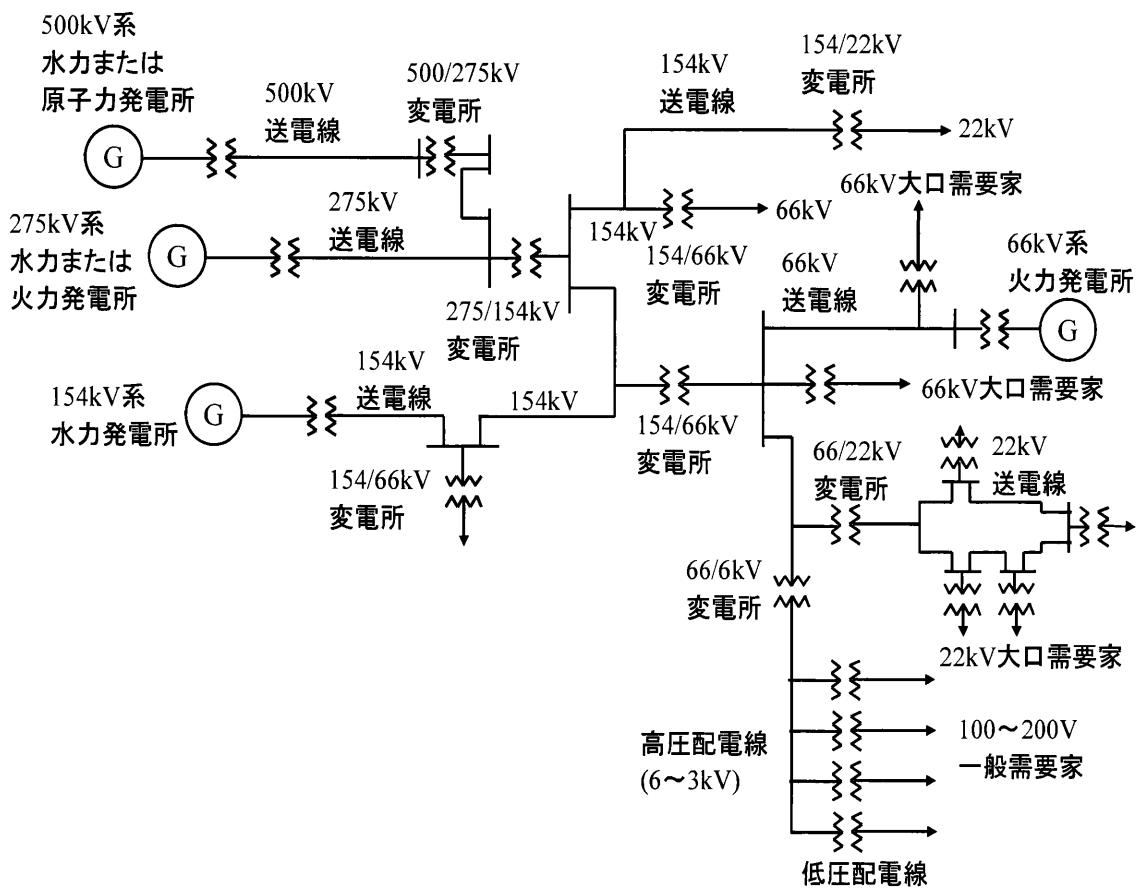 500kV系
水力または
原子力発電所
G
500kV
送電線
500/275kV
変電所
154kV
送電線
154/22kV
変電所
22kV
275kV系
水力または
火力発電所
G
275kV
送電線
275/154kV
変電所
154kV
66kV
154/66kV
変電所
66kV大口需要家
66kV
送電線
66kV系
火力発電所
G
66kV大口需要家
154kV系
水力発電所
G
154kV
送電線
154kV
154/66kV
変電所
154/66kV
変電所
66/22kV
変電所
22kV
送電線
22kV大口需要家
66/6kV
変電所
高圧配電線
(6〜3kV)
100〜200V
一般需要家
低圧配電線